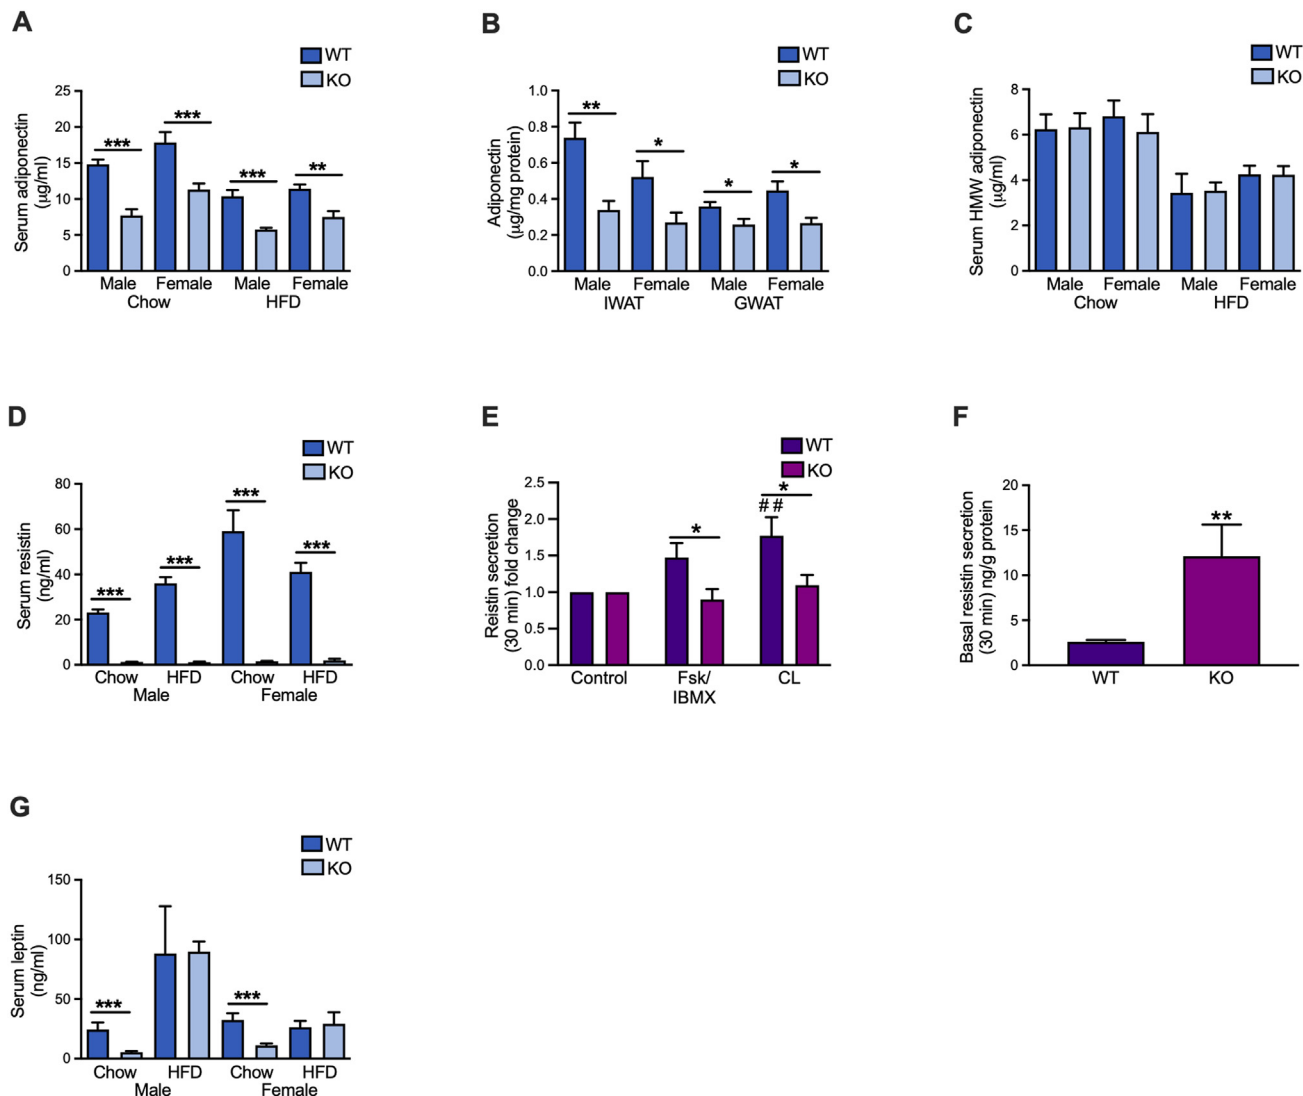 A
WT
KO
Serum adiponectin
(μg/ml)
25
20
15
10
5
0
***
***
***
**
Male
Female
Male
Female
Chow
HFD
B
WT
KO
Adiponectin
(μg/mg protein)
1.0
0.8
0.6
0.4
0.2
0.0
**
*
*
*
Male
Female
Male
Female
IWAT
GWAT
C
WT
KO
Serum HMW adiponectin
(μg/ml)
8
6
4
2
0
Male
Female
Male
Female
Chow
HFD
D
WT
KO
Serum resistin
(ng/ml)
80
60
40
20
0
***
***
***
***
Chow
HFD
Chow
HFD
Male
Female
E
WT
KO
Reistin secretion
(30 min) fold change
2.5
2.0
1.5
1.0
0.5
0.0
*
##
*
Control
Fsk/
IBMX
CL
F
Basal resistin secretion
(30 min) ng/g protein
20
15
10
5
0
**
WT
KO
G
WT
KO
Serum leptin
(ng/ml)
150
100
50
0
***
***
Chow
HFD
Chow
HFD
Male
Female